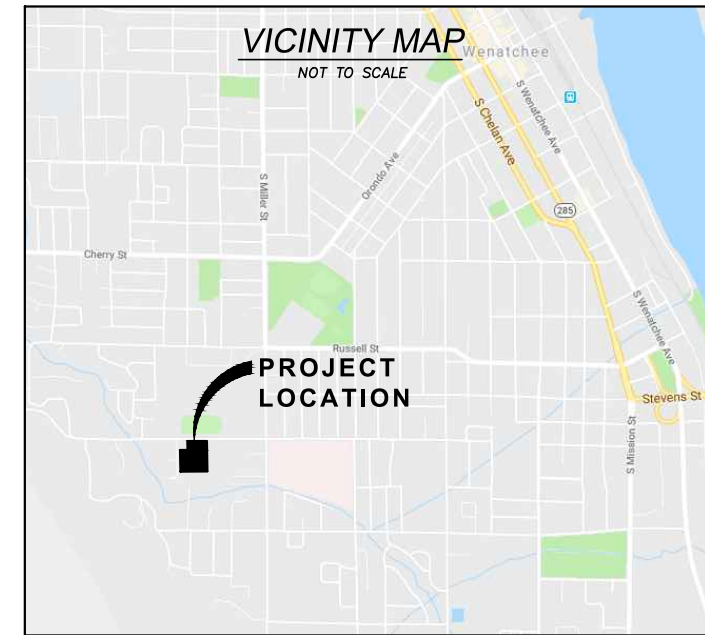 VICINITY MAP
NOT TO SCALE
Wenatchee
S Wenatchee Ave
S Chelan Ave
Orondo Ave
S Miller St
285
Cherry St
S Wenatchee Ave
Russell St
PROJECT
LOCATION
Stevens St
S Mission St